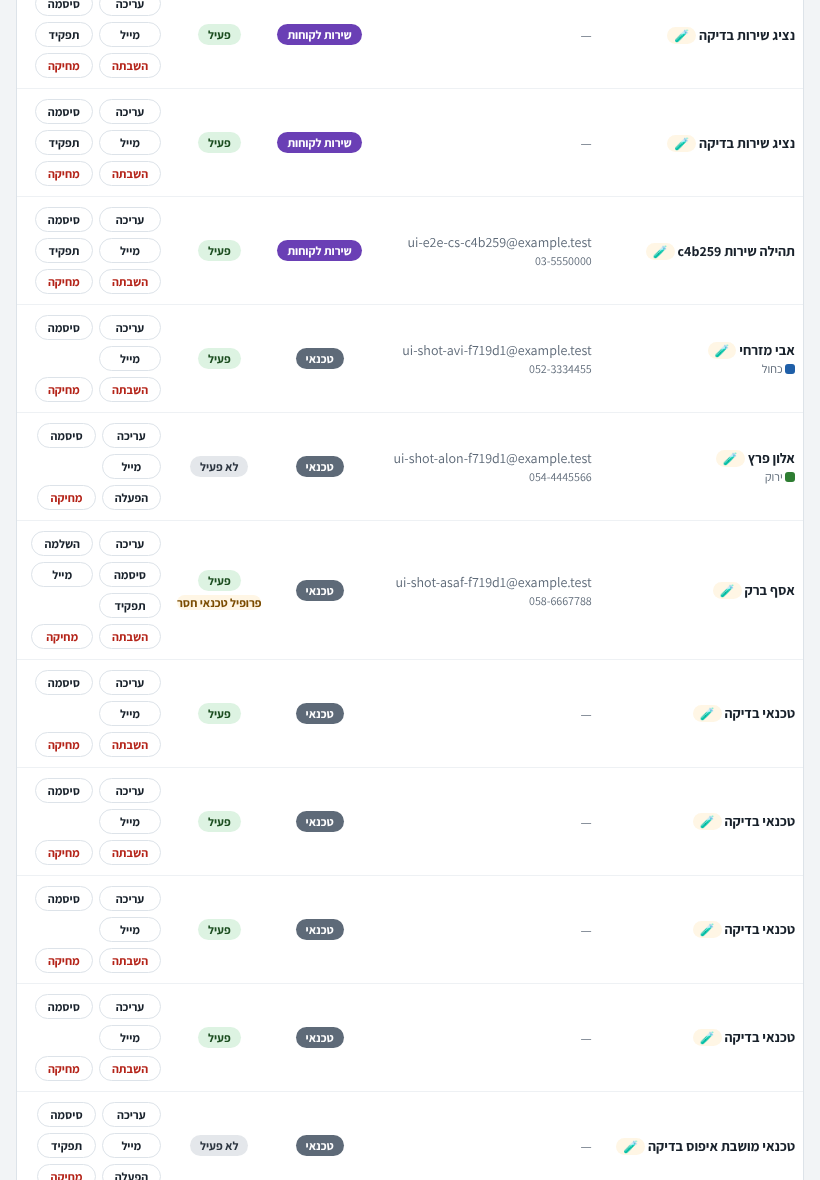 עריכה סיסמה
נציג שירות בדיקה 🧪 — שירות לקוחות פעיל מייל תפקיד
השבתה מחיקה
עריכה סיסמה
נציג שירות בדיקה 🧪 — שירות לקוחות פעיל מייל תפקיד
השבתה מחיקה
עריכה סיסמה
תהילה שירות c4b259 🧪 ui-e2e-cs-c4b259@example.test שירות לקוחות פעיל מייל תפקיד
03-5550000
השבתה מחיקה
עריכה סיסמה
אבי מזרחי 🧪 ui-shot-avi-f719d1@example.test טכנאי פעיל מייל
כחול 052-3334455
השבתה מחיקה
עריכה סיסמה
אלון פרץ 🧪 ui-shot-alon-f719d1@example.test טכנאי לא פעיל מייל
ירוק 054-4445566
הפעלה מחיקה
עריכה השלמה
אסף ברק 🧪 ui-shot-asaf-f719d1@example.test טכנאי פעיל סיסמה מייל
058-6667788 פרופיל טכנאי חסר תפקיד
השבתה מחיקה
עריכה סיסמה
טכנאי בדיקה 🧪 — טכנאי פעיל מייל
השבתה מחיקה
עריכה סיסמה
טכנאי בדיקה 🧪 — טכנאי פעיל מייל
השבתה מחיקה
עריכה סיסמה
טכנאי בדיקה 🧪 — טכנאי פעיל מייל
השבתה מחיקה
עריכה סיסמה
טכנאי בדיקה 🧪 — טכנאי פעיל מייל
השבתה מחיקה
עריכה סיסמה
טכנאי מושבת איפוס בדיקה 🧪 — טכנאי לא פעיל מייל תפקיד
הפעלה מחיקה